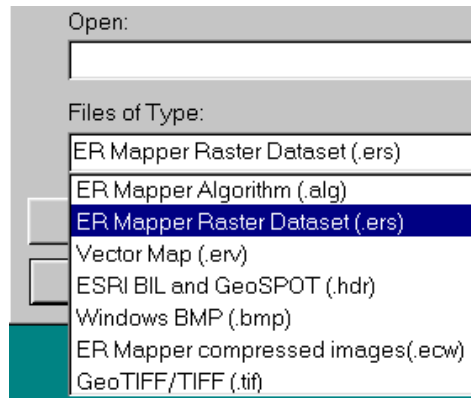 Open:
Files of Type:
ER Mapper Raster Dataset (.ers)
ER Mapper Algorithm (.alg)
ER Mapper Raster Dataset (.ers)
Vector Map (.erv)
ESRI BIL and GeoSPOT (.hdr)
Windows BMP (.bmp)
ER Mapper compressed images(.ecw)
GeoTIFF/TIFF (.tif)